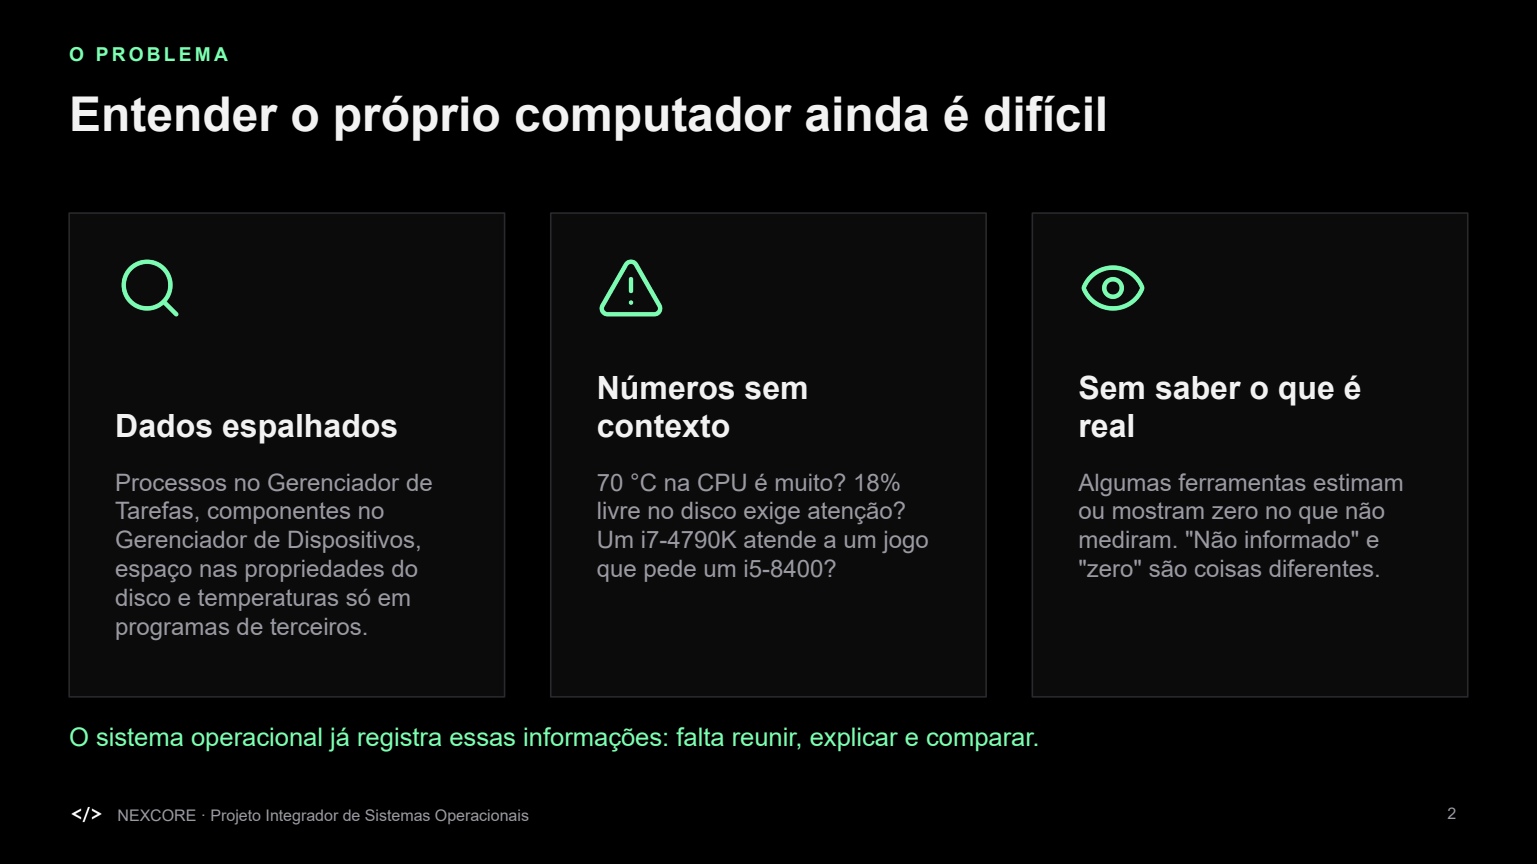 O PROBLEMA
Entender o próprio computador ainda é difícil
Dados espalhados
Processos no Gerenciador de
Tarefas, componentes no
Gerenciador de Dispositivos,
espaço nas propriedades do
disco e temperaturas só em
programas de terceiros.
Números sem
contexto
70 °C na CPU é muito? 18%
livre no disco exige atenção?
Um i7-4790K atende a um jogo
que pede um i5-8400?
Sem saber o que é
real
Algumas ferramentas estimam
ou mostram zero no que não
mediram. "Não informado" e
"zero" são coisas diferentes.
O sistema operacional já registra essas informações: falta reunir, explicar e comparar.
</> NEXCORE · Projeto Integrador de Sistemas Operacionais
2